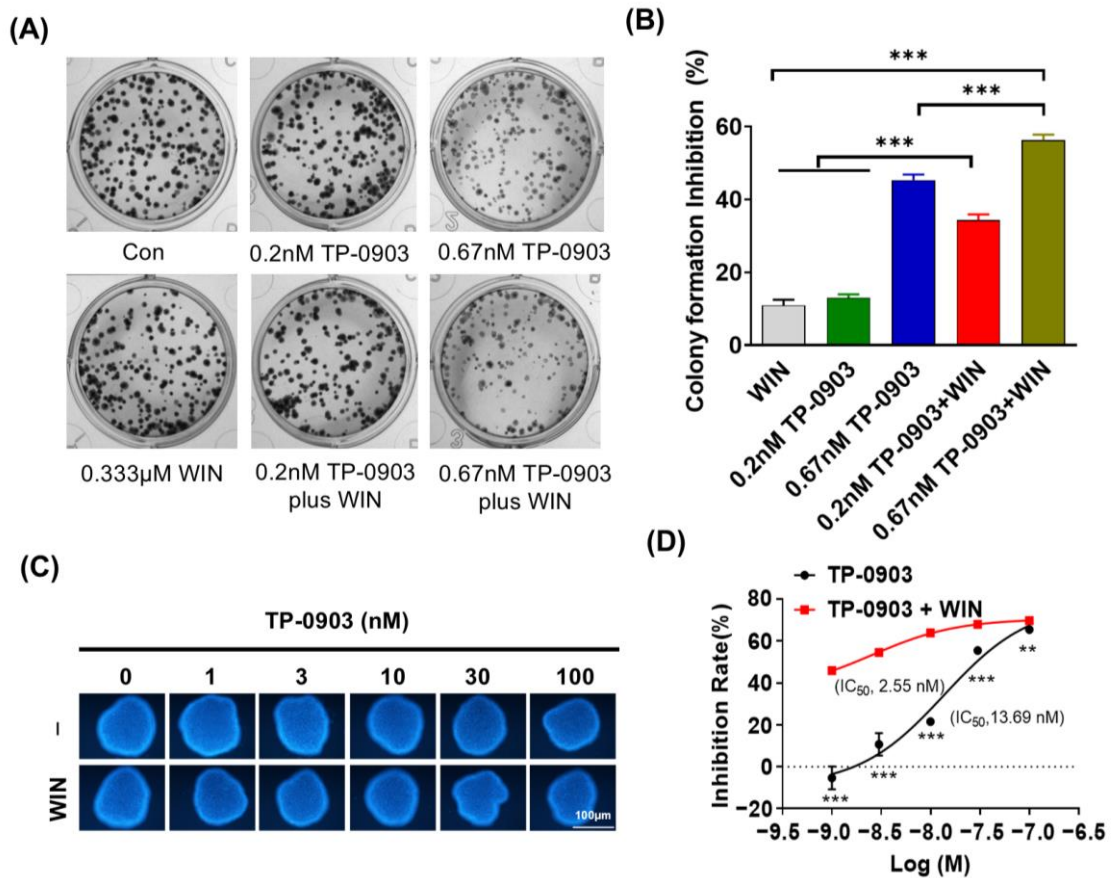 (A)
Con
0.2nM TP-0903
0.67nM TP-0903
0.333µM WIN
0.2nM TP-0903
plus WIN
0.67nM TP-0903
plus WIN
(B)
Colony formation Inhibition (%)
60
40
20
0
***
***
***
WIN
0.2nM TP-0903
0.67nM TP-0903
0.2nM TP-0903+WIN
0.67nM TP-0903+WIN
(C)
TP-0903 (nM)
0 1 3 10 30 100
–
WIN
100µm
(D)
TP-0903
TP-0903 + WIN
Inhibition Rate(%)
80
60
40
20
0
−20
(IC50, 2.55 nM)
(IC50,13.69 nM)
***
***
***
***
**
−9.5 −9.0 −8.5 −8.0 −7.5 −7.0 −6.5
Log (M)